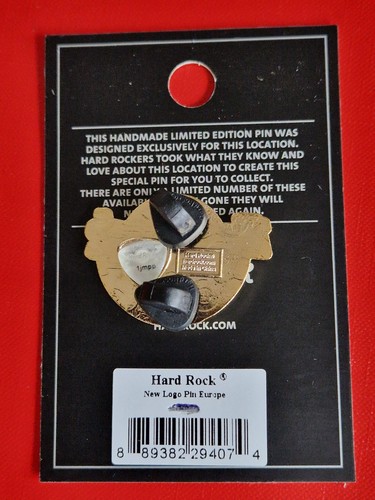 THIS HANDMADE LIMITED EDITION PIN WAS
DESIGNED EXCLUSIVELY FOR THIS LOCATION.
HARD ROCKERS TOOK WHAT THEY KNOW AND
LOVE ABOUT THIS LOCATION TO CREATE THIS
SPECIAL PIN FOR YOU TO COLLECT.
THERE ARE ONLY A LIMITED NUMBER OF THESE
GONE THEY WILL
AGAIN.
ROCK.COM
Hard Rock ®
New Logo Pin Europe
8 89382 29407 4